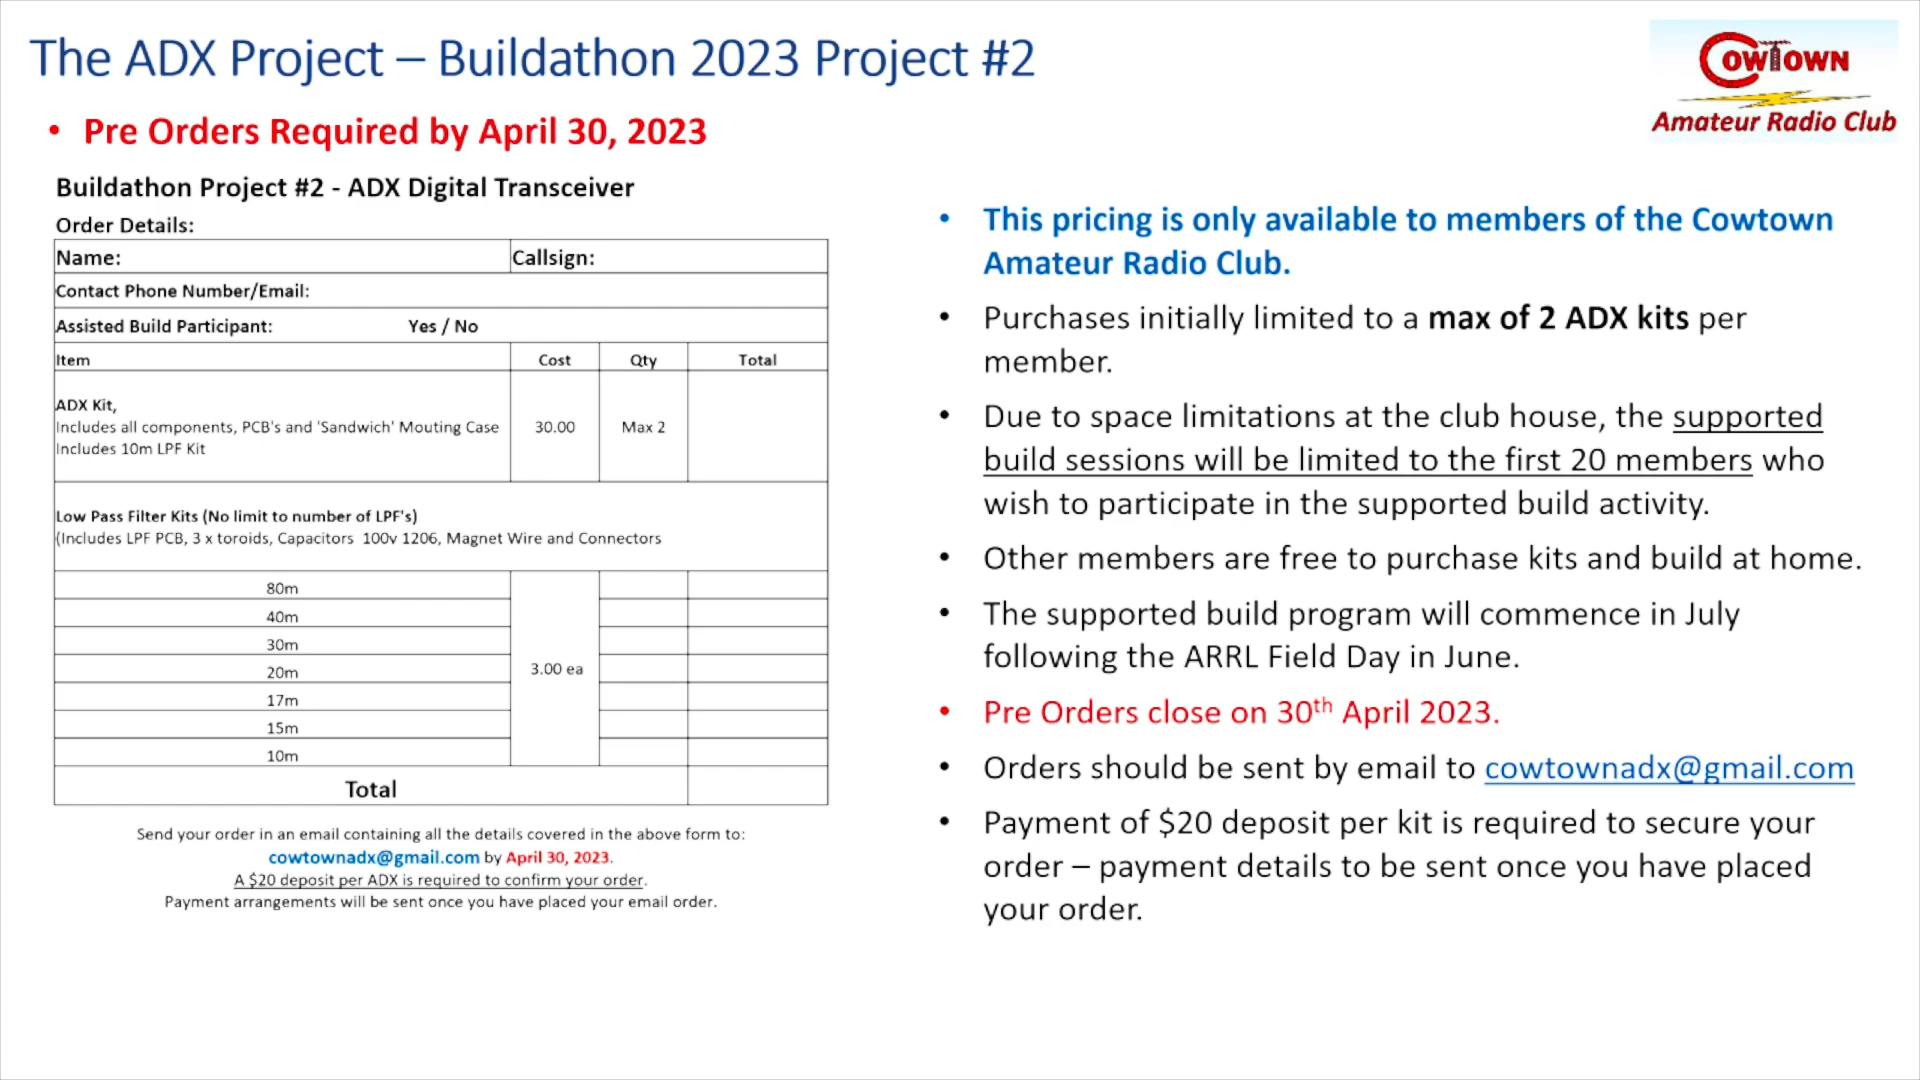 The ADX Project – Buildathon 2023 Project #2
COWTOWN
Amateur Radio Club
• Pre Orders Required by April 30, 2023
Buildathon Project #2 - ADX Digital Transceiver
Order Details:
Name: Callsign:
Contact Phone Number/Email:
Assisted Build Participant: Yes / No
Item Cost Qty Total
ADX Kit,
Includes all components, PCB's and 'Sandwich' Mouting Case 30.00 Max 2
Includes 10m LPF Kit
Low Pass Filter Kits (No limit to number of LPF's)
(Includes LPF PCB, 3 x toroids, Capacitors 100v 1206, Magnet Wire and Connectors
80m
40m
30m
20m
3.00 ea
17m
15m
10m
Total
Send your order in an email containing all the details covered in the above form to:
cowtownadx@gmail.com by April 30, 2023.
A $20 deposit per ADX is required to confirm your order.
Payment arrangements will be sent once you have placed your email order.
• This pricing is only available to members of the Cowtown
Amateur Radio Club.
• Purchases initially limited to a max of 2 ADX kits per
member.
• Due to space limitations at the club house, the supported
build sessions will be limited to the first 20 members who
wish to participate in the supported build activity.
• Other members are free to purchase kits and build at home.
• The supported build program will commence in July
following the ARRL Field Day in June.
• Pre Orders close on 30th April 2023.
• Orders should be sent by email to cowtownadx@gmail.com
• Payment of $20 deposit per kit is required to secure your
order – payment details to be sent once you have placed
your order.